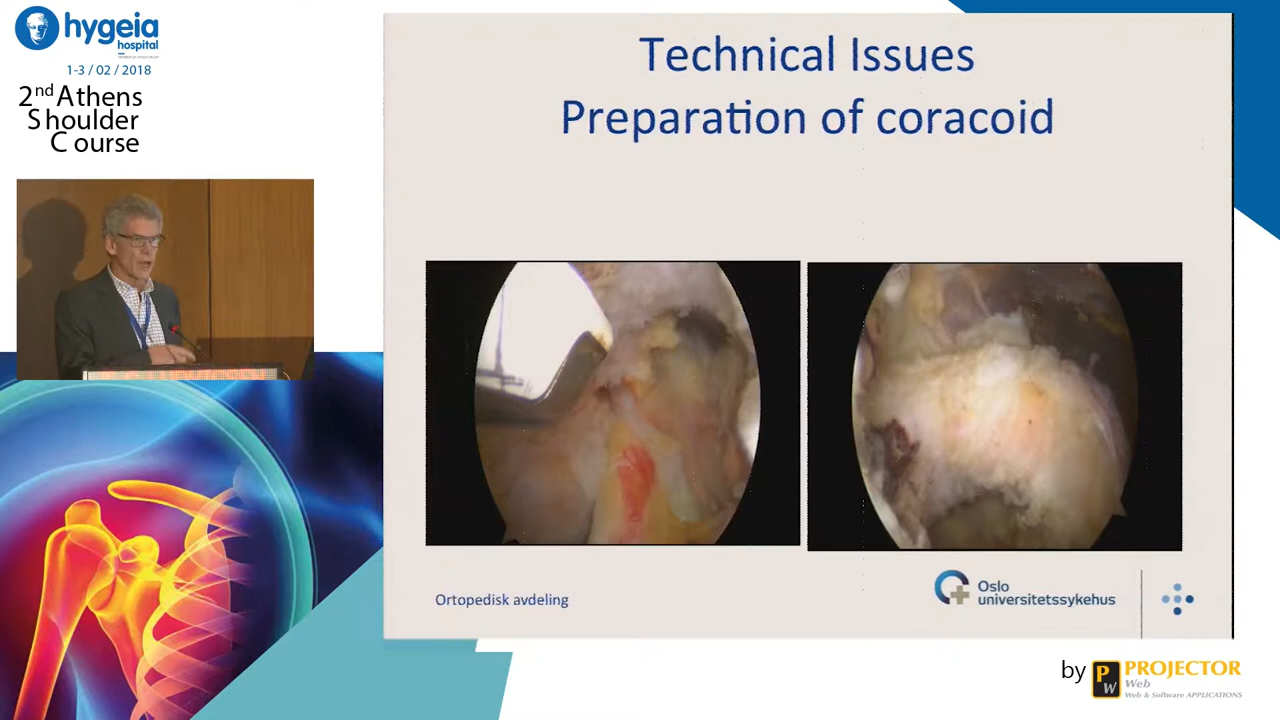 hygeia
hospital
1-3 / 02 / 2018
2nd Athens
Shoulder
Course
Technical Issues
Preparation of coracoid
Ortopedisk avdeling
Oslo
universitetssykehus
by PW PROJECTOR
Web
Web & Software APPLICATIONS